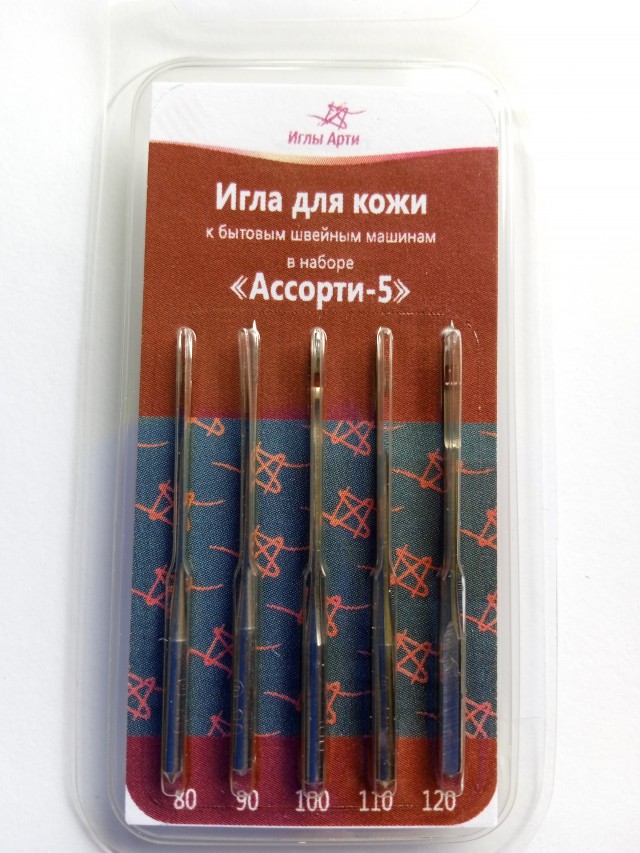 Иглы Арти
Игла для кожи
к бытовым швейным машинам
в наборе
«Ассорти-5»
80 90 100 110 120